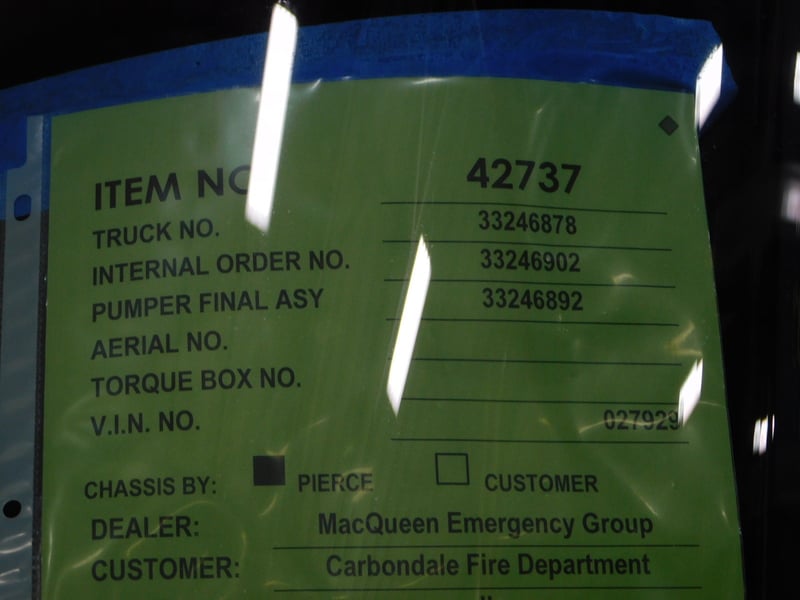 ITEM NO 42737
TRUCK NO. 33246878
INTERNAL ORDER NO. 33246902
PUMPER FINAL ASY 33246892
AERIAL NO.
TORQUE BOX NO.
V.I.N. NO. 027929
CHASSIS BY: PIERCE CUSTOMER
DEALER: MacQueen Emergency Group
CUSTOMER: Carbondale Fire Department